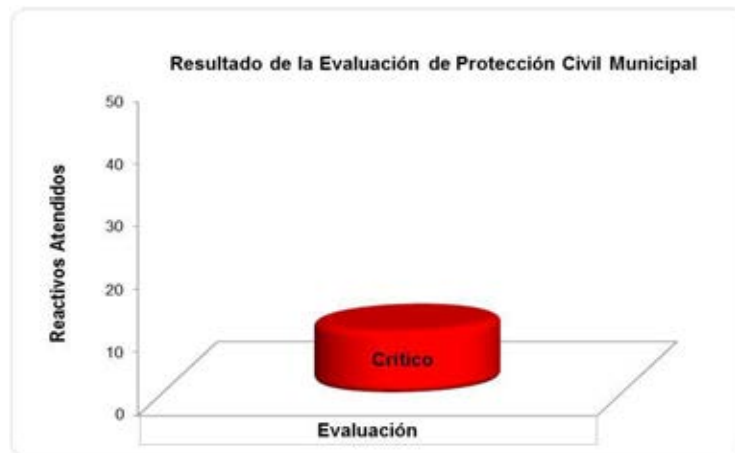 Resultado de la Evaluación de Protección Civil Municipal
Reactivos Atendidos
50
40
30
20
10
0
Crítico
Evaluación